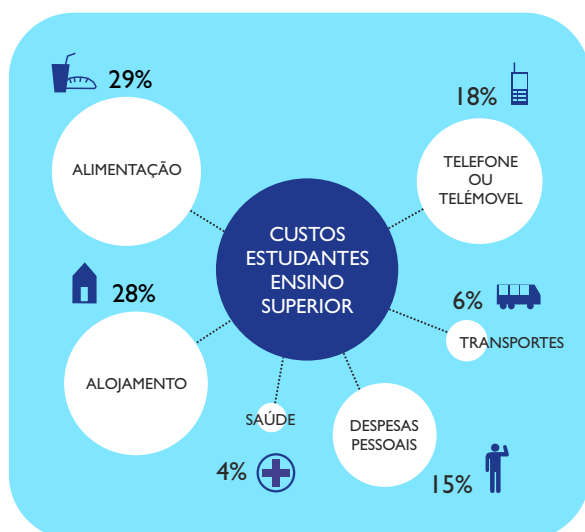 29%
ALIMENTAÇÃO
18%
TELEFONE
OU
TELÉMOVEL
CUSTOS
ESTUDANTES
ENSINO
SUPERIOR
28%
ALOJAMENTO
6%
TRANSPORTES
SAÚDE
4%
DESPESAS
PESSOAIS
15%